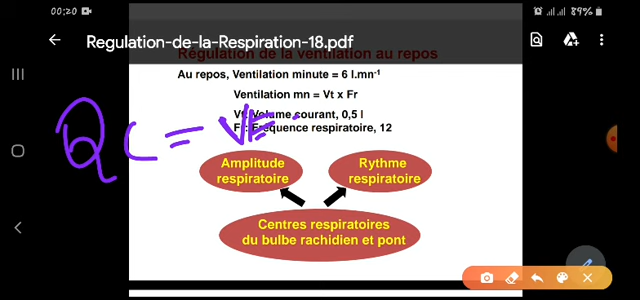 00:20
89%
Regulation-de-la-Respiration-18.pdf
Régulation de la ventilation au repos
Au repos, Ventilation minute = 6 l.mn-1
Ventilation mn = Vt x Fr
Vt: Volume courant, 0,5 l
Fr: Fréquence respiratoire, 12
QC = VE
Amplitude
respiratoire
Rythme
respiratoire
Centres respiratoires
du bulbe rachidien et pont